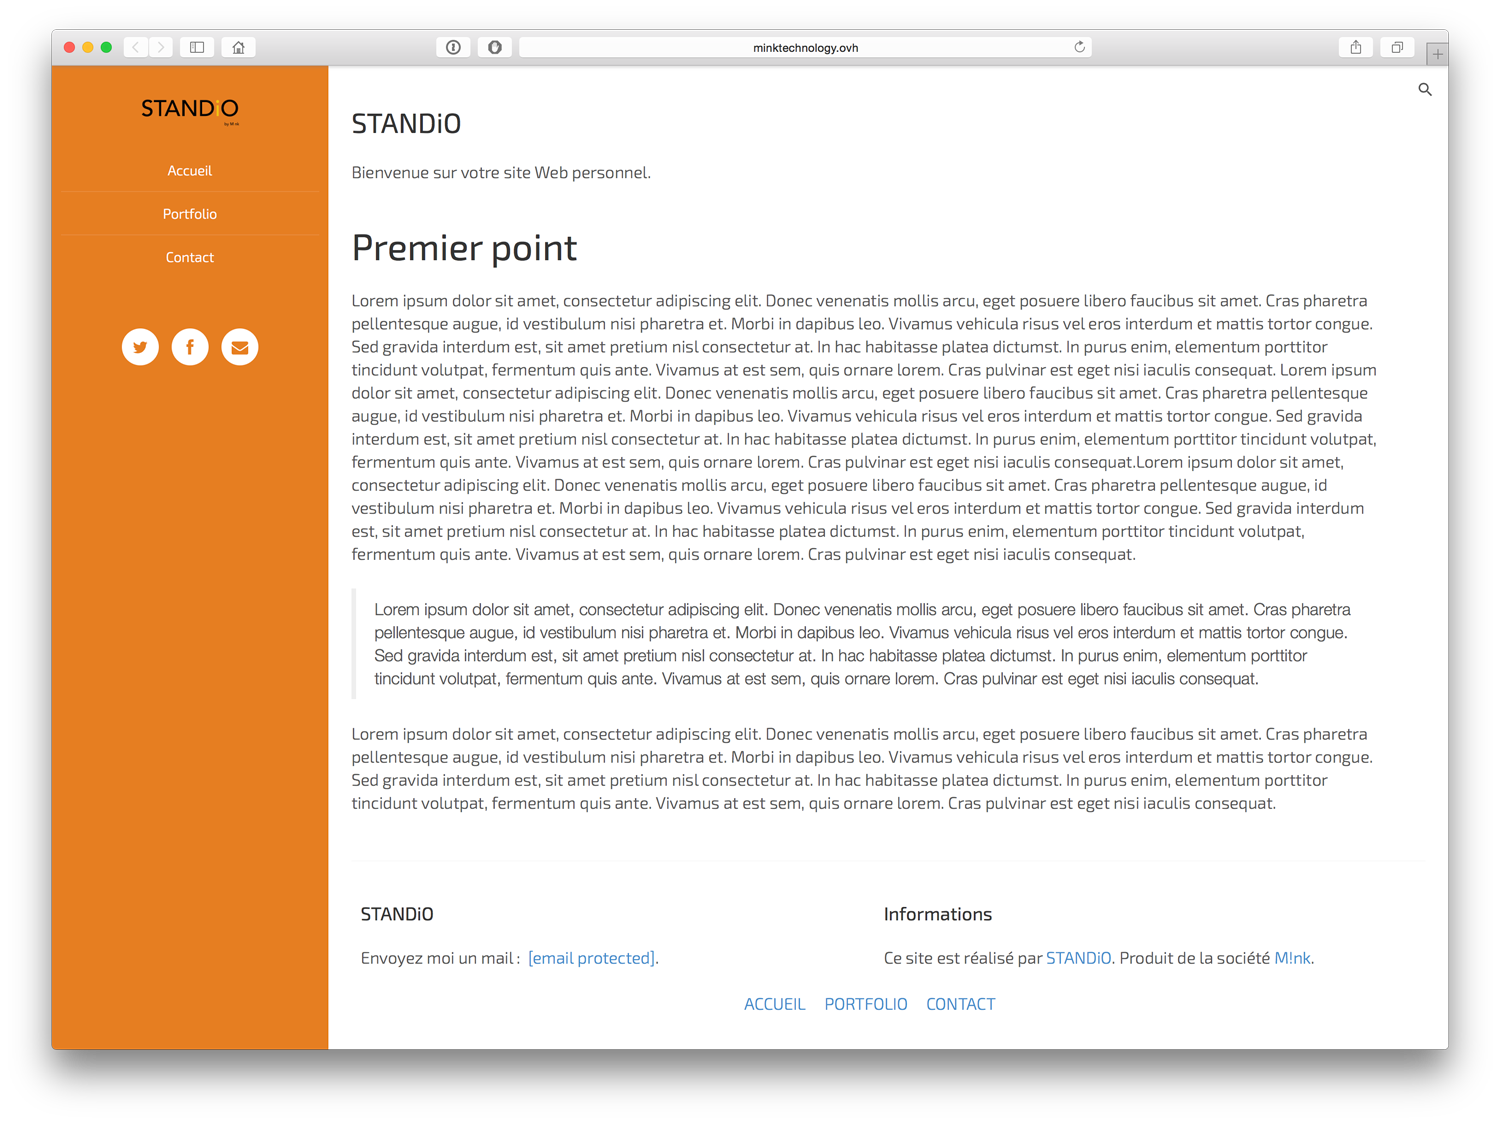 minktechnology.ovh
STANDiO
by M!nk
Accueil
Portfolio
Contact
STANDiO
Bienvenue sur votre site Web personnel.
Premier point
Lorem ipsum dolor sit amet, consectetur adipiscing elit. Donec venenatis mollis arcu, eget posuere libero faucibus sit amet. Cras pharetra
pellentesque augue, id vestibulum nisi pharetra et. Morbi in dapibus leo. Vivamus vehicula risus vel eros interdum et mattis tortor congue.
Sed gravida interdum est, sit amet pretium nisl consectetur at. In hac habitasse platea dictumst. In purus enim, elementum porttitor
tincidunt volutpat, fermentum quis ante. Vivamus at est sem, quis ornare lorem. Cras pulvinar est eget nisi iaculis consequat. Lorem ipsum
dolor sit amet, consectetur adipiscing elit. Donec venenatis mollis arcu, eget posuere libero faucibus sit amet. Cras pharetra pellentesque
augue, id vestibulum nisi pharetra et. Morbi in dapibus leo. Vivamus vehicula risus vel eros interdum et mattis tortor congue. Sed gravida
interdum est, sit amet pretium nisl consectetur at. In hac habitasse platea dictumst. In purus enim, elementum porttitor tincidunt volutpat,
fermentum quis ante. Vivamus at est sem, quis ornare lorem. Cras pulvinar est eget nisi iaculis consequat.Lorem ipsum dolor sit amet,
consectetur adipiscing elit. Donec venenatis mollis arcu, eget posuere libero faucibus sit amet. Cras pharetra pellentesque augue, id
vestibulum nisi pharetra et. Morbi in dapibus leo. Vivamus vehicula risus vel eros interdum et mattis tortor congue. Sed gravida interdum
est, sit amet pretium nisl consectetur at. In hac habitasse platea dictumst. In purus enim, elementum porttitor tincidunt volutpat,
fermentum quis ante. Vivamus at est sem, quis ornare lorem. Cras pulvinar est eget nisi iaculis consequat.
Lorem ipsum dolor sit amet, consectetur adipiscing elit. Donec venenatis mollis arcu, eget posuere libero faucibus sit amet. Cras pharetra
pellentesque augue, id vestibulum nisi pharetra et. Morbi in dapibus leo. Vivamus vehicula risus vel eros interdum et mattis tortor congue.
Sed gravida interdum est, sit amet pretium nisl consectetur at. In hac habitasse platea dictumst. In purus enim, elementum porttitor
tincidunt volutpat, fermentum quis ante. Vivamus at est sem, quis ornare lorem. Cras pulvinar est eget nisi iaculis consequat.
Lorem ipsum dolor sit amet, consectetur adipiscing elit. Donec venenatis mollis arcu, eget posuere libero faucibus sit amet. Cras pharetra
pellentesque augue, id vestibulum nisi pharetra et. Morbi in dapibus leo. Vivamus vehicula risus vel eros interdum et mattis tortor congue.
Sed gravida interdum est, sit amet pretium nisl consectetur at. In hac habitasse platea dictumst. In purus enim, elementum porttitor
tincidunt volutpat, fermentum quis ante. Vivamus at est sem, quis ornare lorem. Cras pulvinar est eget nisi iaculis consequat.
STANDiO
Envoyez moi un mail : [email protected].
Informations
Ce site est réalisé par STANDiO. Produit de la société M!nk.
ACCUEIL PORTFOLIO CONTACT